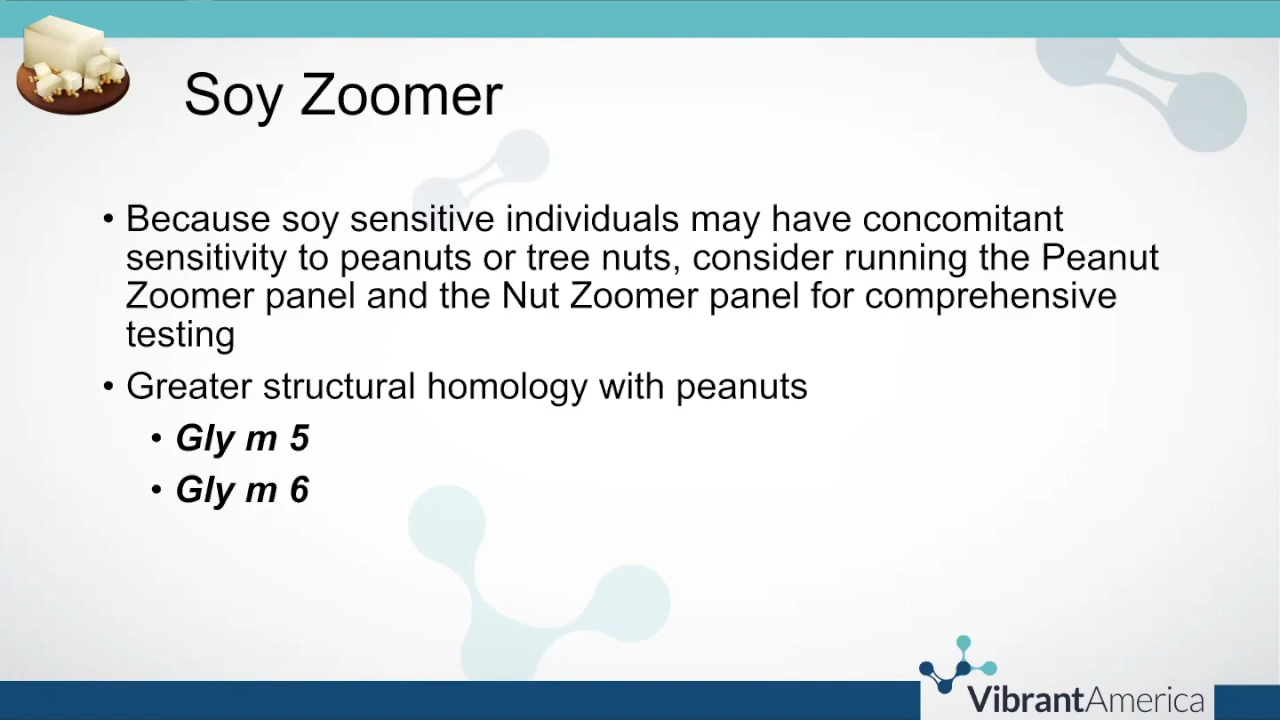 Soy Zoomer
• Because soy sensitive individuals may have concomitant
sensitivity to peanuts or tree nuts, consider running the Peanut
Zoomer panel and the Nut Zoomer panel for comprehensive
testing
• Greater structural homology with peanuts
• Gly m 5
• Gly m 6
VibrantAmerica